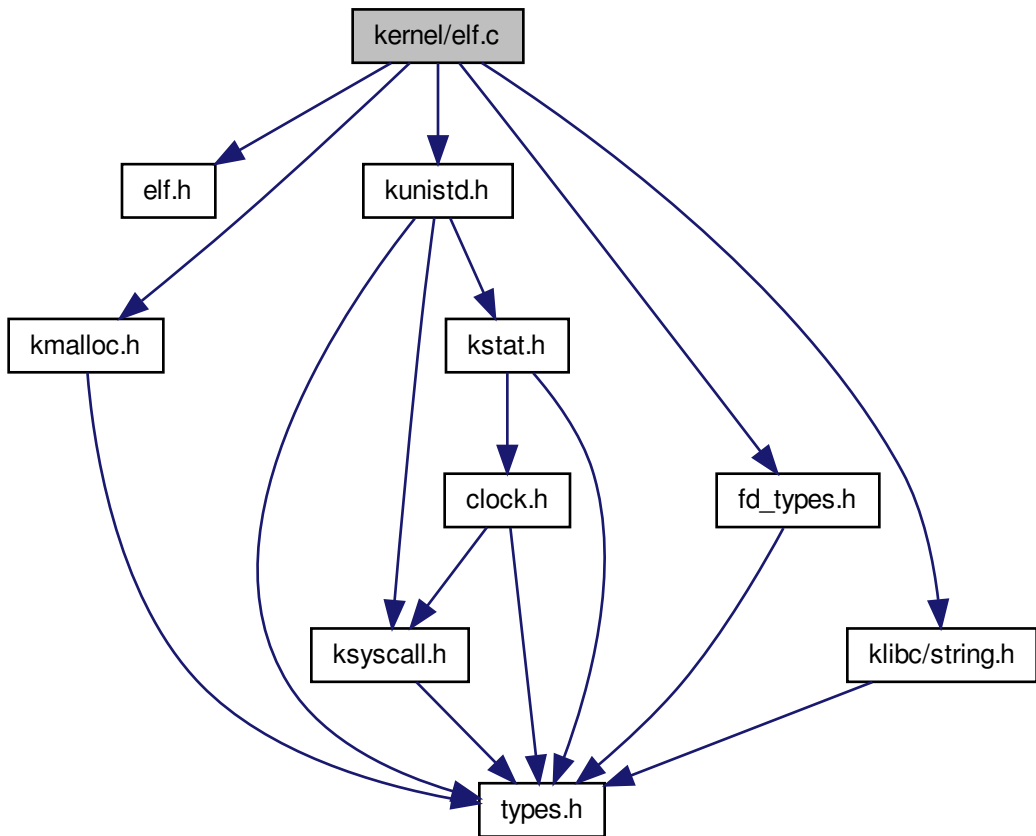 kernel/elf.c
elf.h
kunistd.h
kmalloc.h
kstat.h
clock.h
fd_types.h
ksyscall.h
klibc/string.h
types.h